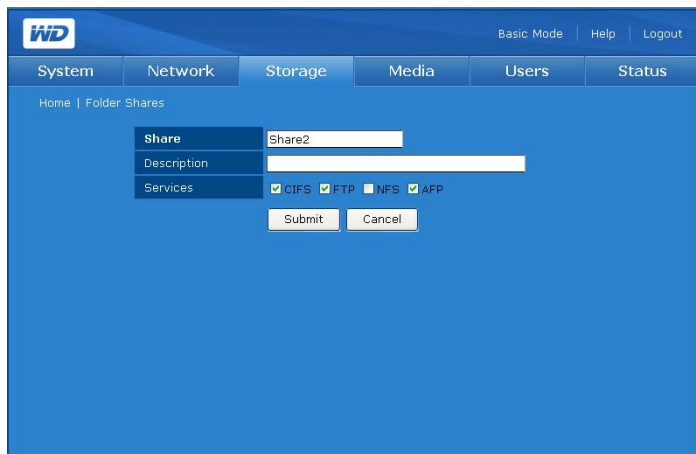 WD
Basic Mode | Help | Logout
System Network Storage Media Users Status
Home | Folder Shares
Share Share2
Description
Services CIFS FTP NFS AFP
Submit Cancel